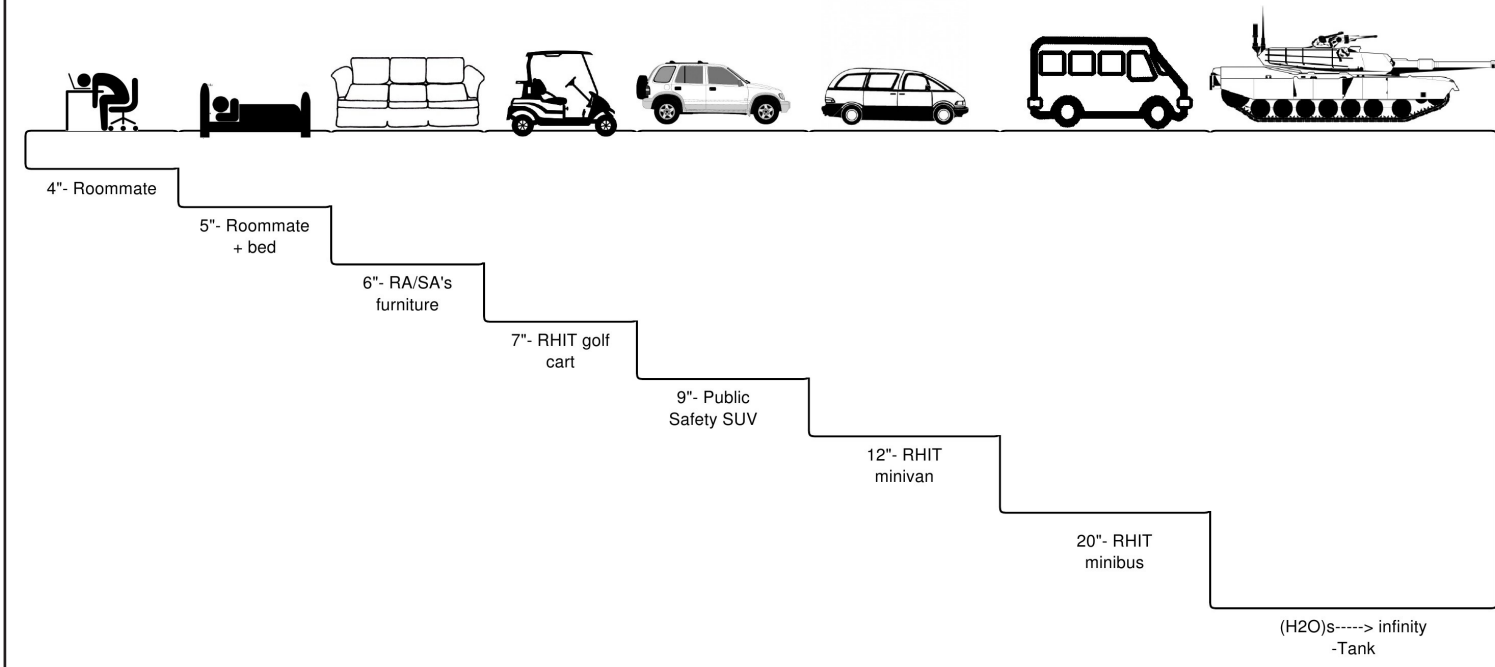 4"- Roommate
5"- Roommate
+ bed
6"- RA/SA's
furniture
7"- RHIT golf
cart
9"- Public
Safety SUV
12"- RHIT
minivan
20"- RHIT
minibus
(H2O)s-----> infinity
-Tank